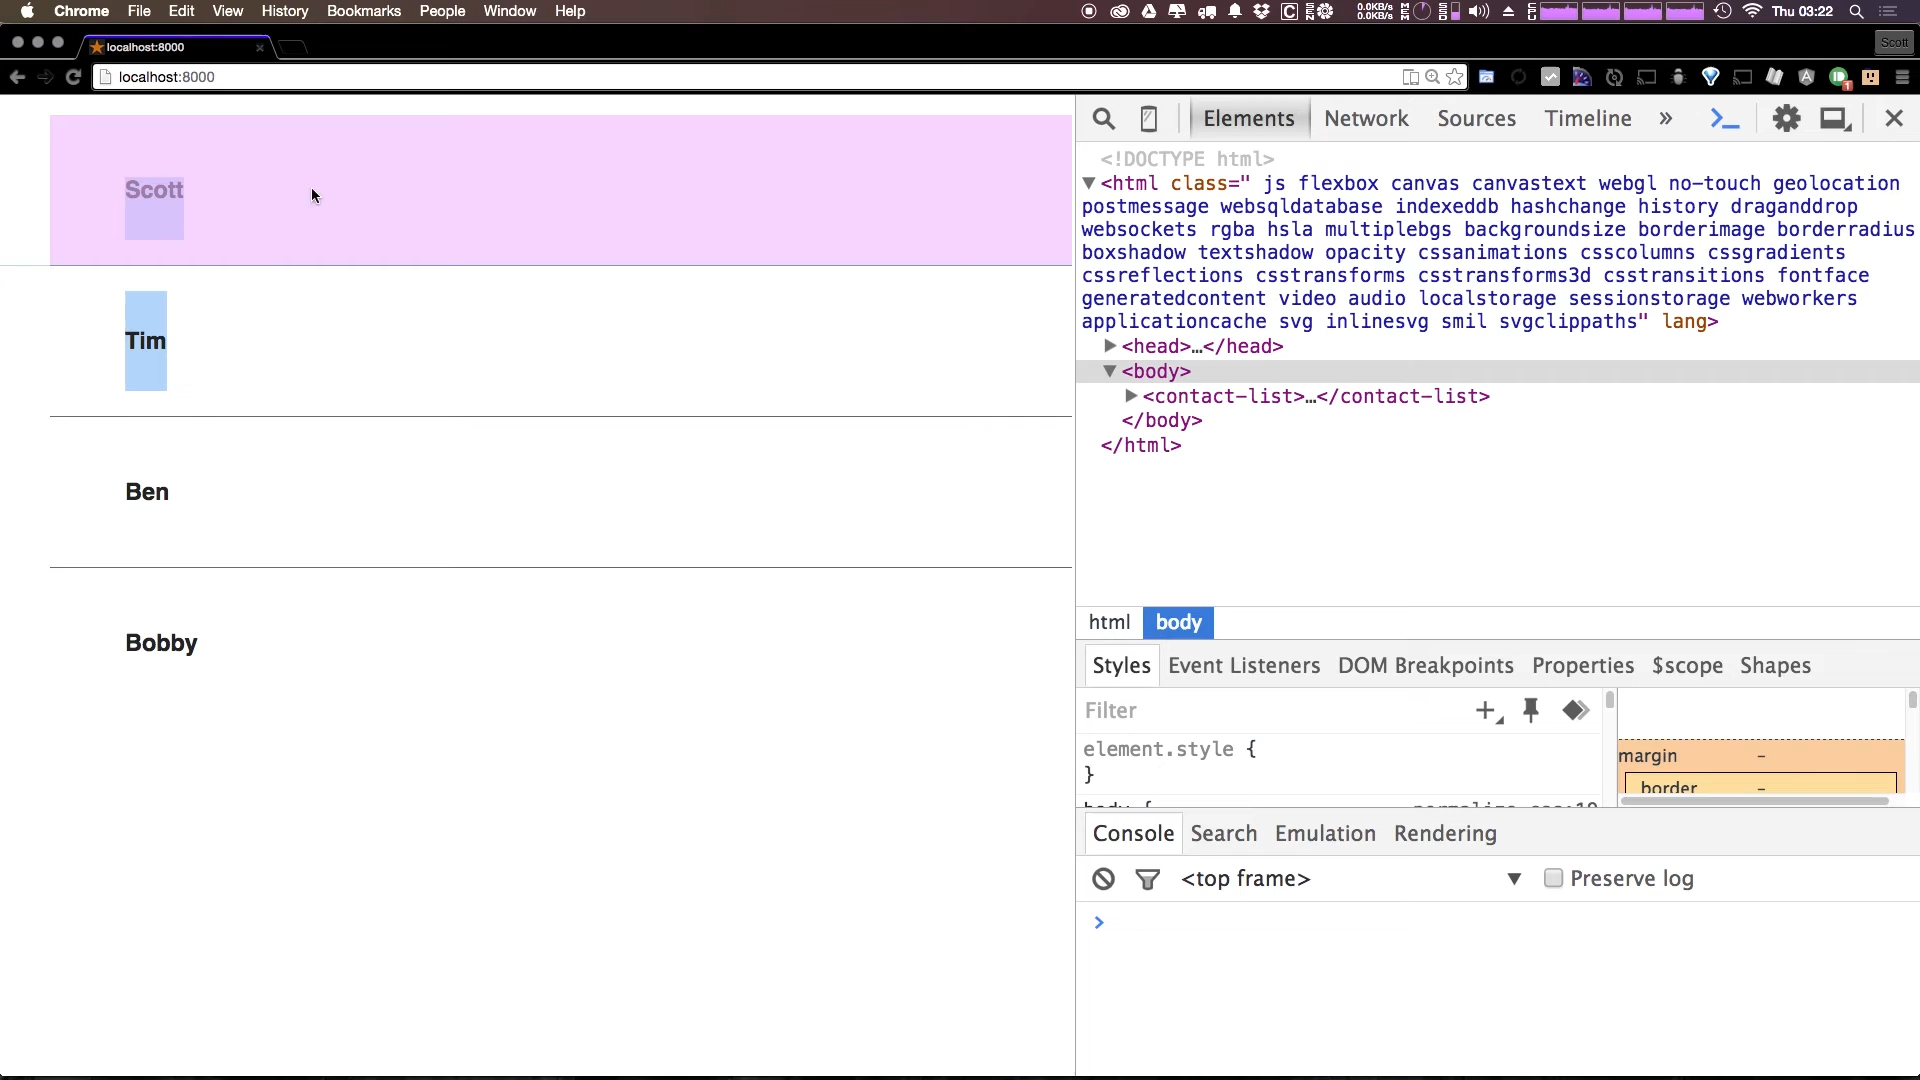 Chrome File Edit View History Bookmarks People Window Help 0.0KB/s 0.0KB/s Thu 03:22
localhost:8000 Scott
localhost:8000
Scott
Tim
Ben
Bobby
Elements Network Sources Timeline »
<!DOCTYPE html>
<html class=" js flexbox canvas canvastext webgl no-touch geolocation
postmessage websqldatabase indexeddb hashchange history draganddrop
websockets rgba hsla multiplebgs backgroundsize borderimage borderradius
boxshadow textshadow opacity cssanimations csscolumns cssgradients
cssreflections csstransforms csstransforms3d csstransitions fontface
generatedcontent video audio localstorage sessionstorage webworkers
applicationcache svg inlinesvg smil svgclippaths" lang>
<head>…</head>
<body>
<contact-list>…</contact-list>
</body>
</html>
html body
Styles Event Listeners DOM Breakpoints Properties $scope Shapes
Filter
element.style {
}
margin –
border –
Console Search Emulation Rendering
<top frame> Preserve log